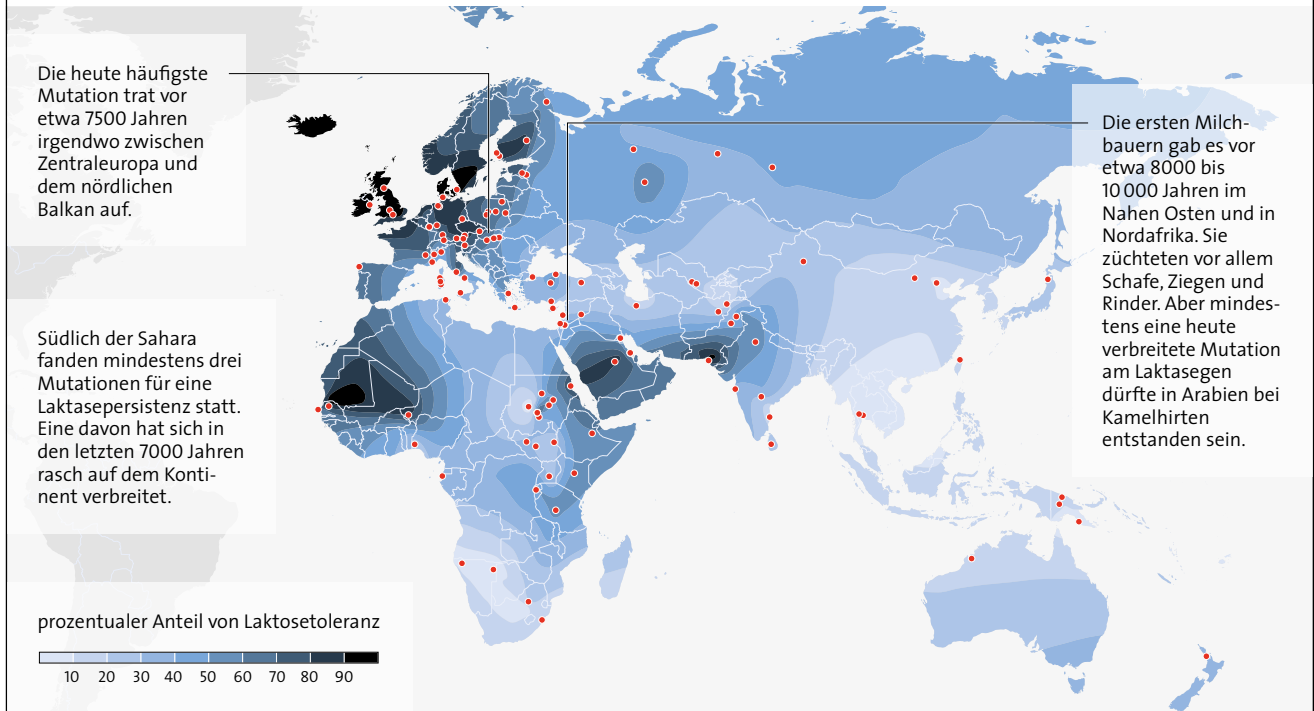 Die heute häufigste
Mutation trat vor
etwa 7500 Jahren
irgendwo zwischen
Zentraleuropa und
dem nördlichen
Balkan auf.
Südlich der Sahara
fanden mindestens drei
Mutationen für eine
Laktasepersistenz statt.
Eine davon hat sich in
den letzten 7000 Jahren
rasch auf dem Konti-
nent verbreitet.
Die ersten Milch-
bauern gab es vor
etwa 8000 bis
10 000 Jahren im
Nahen Osten und in
Nordafrika. Sie
züchteten vor allem
Schafe, Ziegen und
Rinder. Aber mindes-
tens eine heute
verbreitete Mutation
am Laktasegen
dürfte in Arabien bei
Kamelhirten
entstanden sein.
prozentualer Anteil von Laktosetoleranz
10 20 30 40 50 60 70 80 90